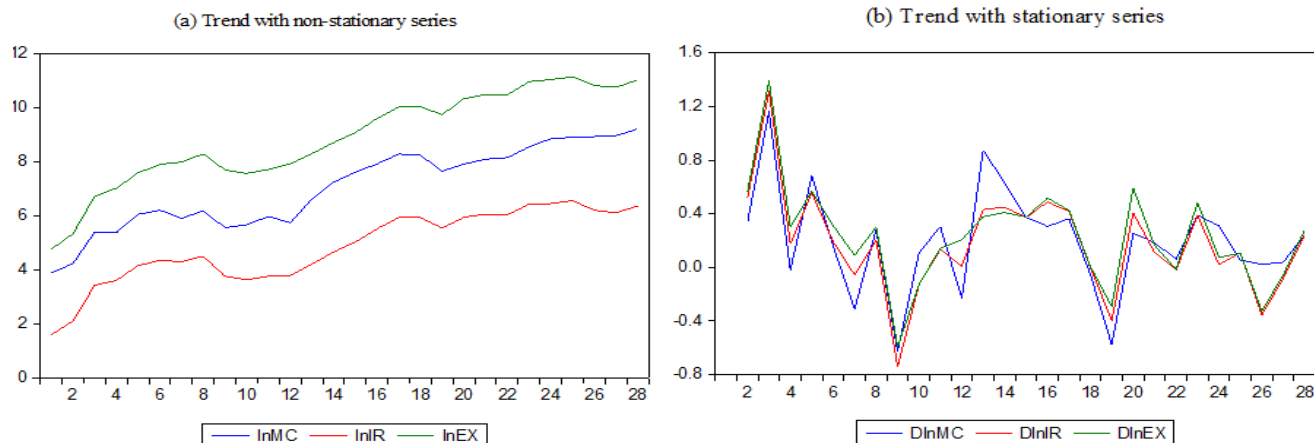 (a) Trend with non-stationary series
12
10
8
6
4
2
0
2 4 6 8 10 12 14 16 18 20 22 24 26 28
lnMC lnIR lnEX
(b) Trend with stationary series
1.6
1.2
0.8
0.4
0.0
-0.4
-0.8
2 4 6 8 10 12 14 16 18 20 22 24 26 28
DlnMC DlnIR DlnEX